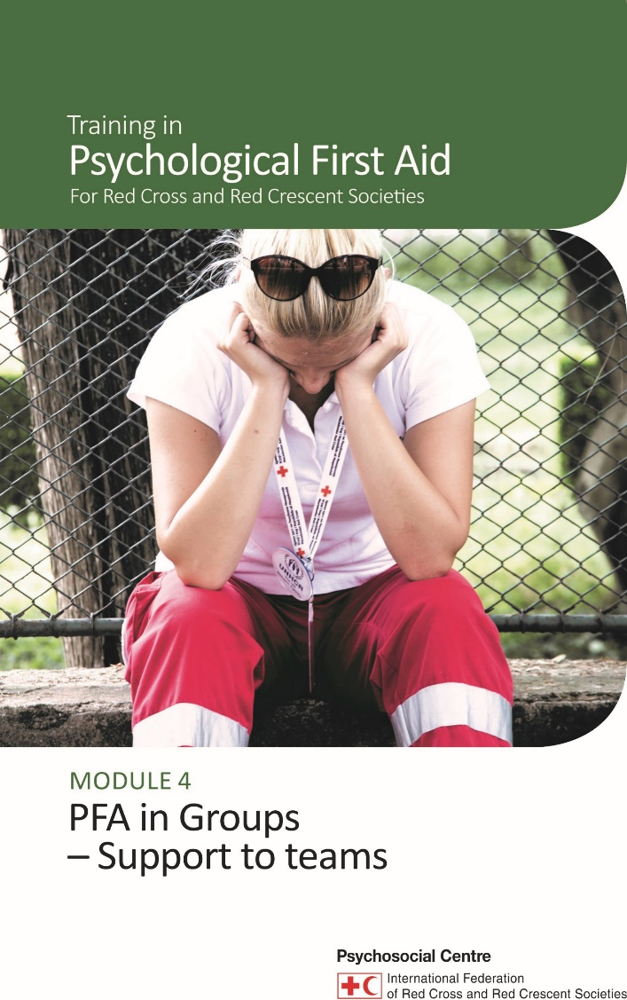 Training in
Psychological First Aid
For Red Cross and Red Crescent Societies
UNHCR
MODULE 4
PFA in Groups
– Support to teams
Psychosocial Centre
International Federation
of Red Cross and Red Crescent Societies